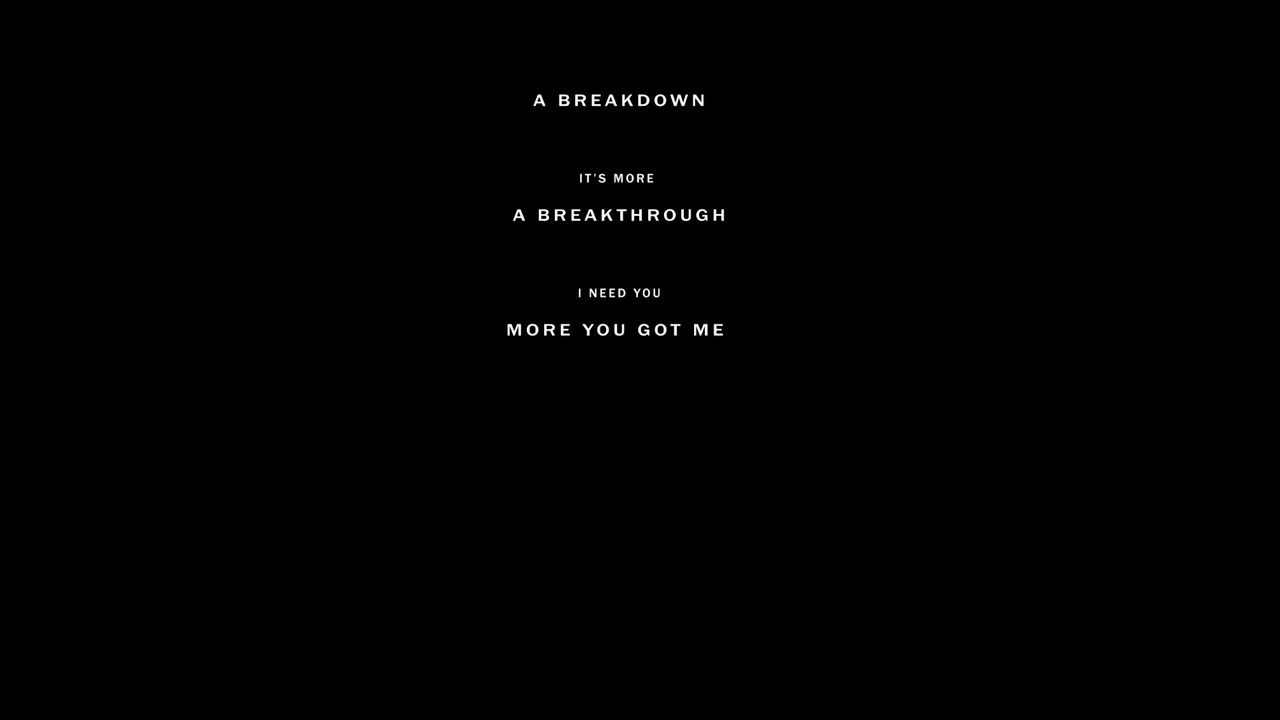 A BREAKDOWN
IT'S MORE
A BREAKTHROUGH
I NEED YOU
MORE YOU GOT ME